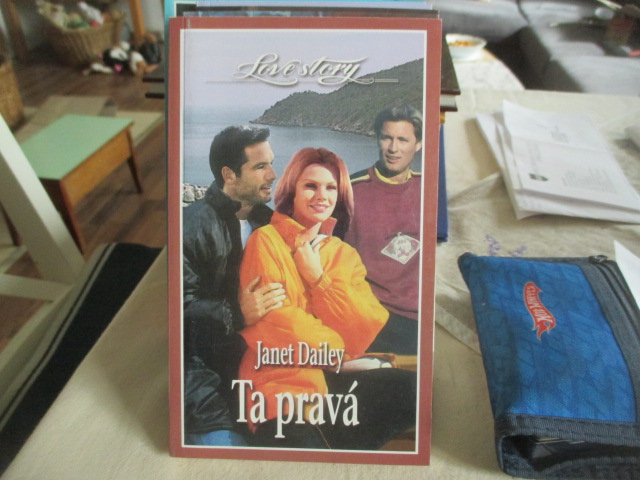 Love story
Janet Dailey
Ta pravá